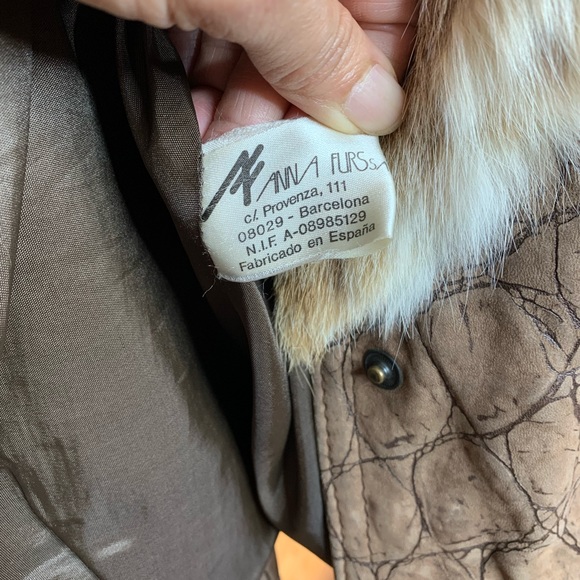 ANNA FURS S.A
c/. Provenza, 111
08029 - Barcelona
N.I.F. A-08985129
Fabricado en España